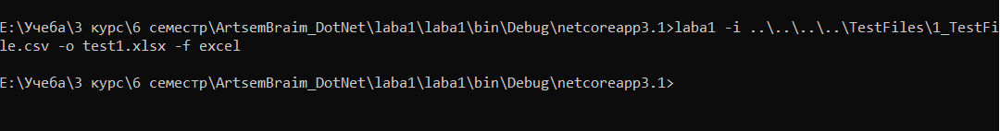 E:\Учеба\3 курс\6 семестр\ArtsemBraim_DotNet\laba1\laba1\bin\Debug\netcoreapp3.1>laba1 -i ..\..\..\..\TestFiles\1_TestFi
le.csv -o test1.xlsx -f excel
E:\Учеба\3 курс\6 семестр\ArtsemBraim_DotNet\laba1\laba1\bin\Debug\netcoreapp3.1>